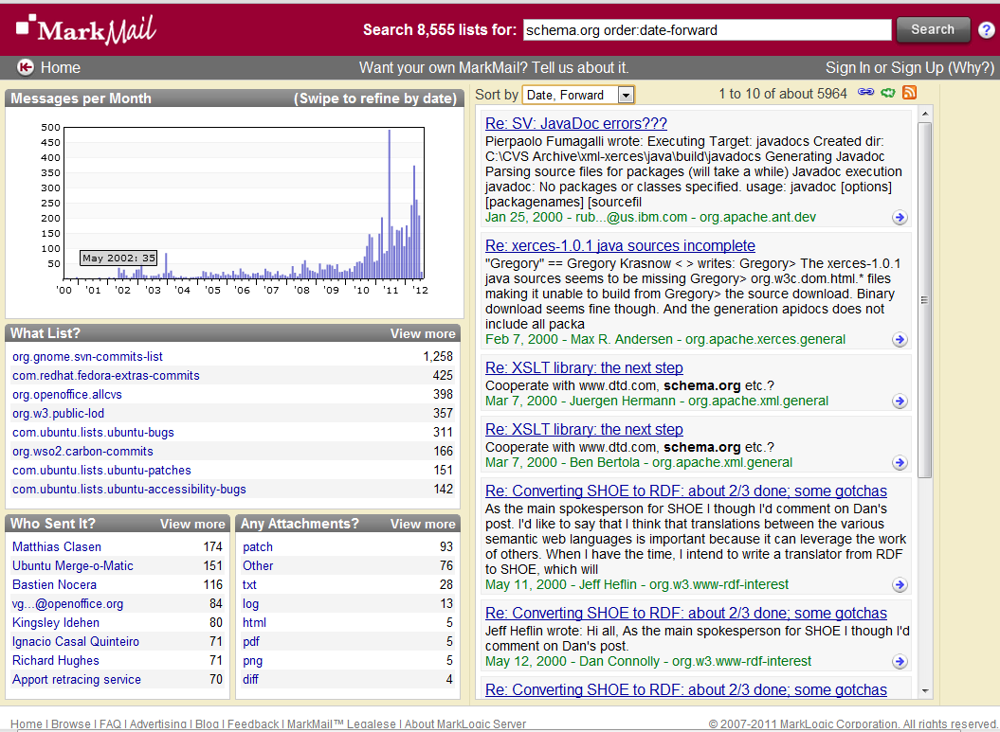 MarkMail
Search 8,555 lists for:
schema.org order:date-forward
Search
?
Home
Want your own MarkMail? Tell us about it.
Sign In or Sign Up (Why?)
Messages per Month
(Swipe to refine by date)
500
450
400
350
300
250
200
150
100
50
May 2002: 35
'00 '01 '02 '03 '04 '05 '06 '07 '08 '09 '10 '11 '12
What List?
View more
org.gnome.svn-commits-list 1,258
com.redhat.fedora-extras-commits 425
org.openoffice.allcvs 398
org.w3.public-lod 357
com.ubuntu.lists.ubuntu-bugs 311
org.wso2.carbon-commits 166
com.ubuntu.lists.ubuntu-patches 151
com.ubuntu.lists.ubuntu-accessibility-bugs 142
Who Sent It?
View more
Matthias Clasen 174
Ubuntu Merge-o-Matic 151
Bastien Nocera 116
vg...@openoffice.org 84
Kingsley Idehen 80
Ignacio Casal Quinteiro 71
Richard Hughes 71
Apport retracing service 70
Any Attachments?
View more
patch 93
Other 76
txt 28
log 13
html 5
pdf 5
png 5
diff 4
Sort by
Date, Forward
1 to 10 of about 5964
Re: SV: JavaDoc errors???
Pierpaolo Fumagalli wrote: Executing Target: javadocs Created dir:
C:\CVS Archive\xml-xerces\java\build\javadocs Generating Javadoc
Parsing source files for packages (will take a while) Javadoc execution
javadoc: No packages or classes specified. usage: javadoc [options]
[packagenames] [sourcefil
Jan 25, 2000 - rub...@us.ibm.com - org.apache.ant.dev
Re: xerces-1.0.1 java sources incomplete
"Gregory" == Gregory Krasnow < > writes: Gregory> The xerces-1.0.1
java sources seems to be missing Gregory> org.w3c.dom.html.* files
making it unable to build from Gregory> the source download. Binary
download seems fine though. And the generation apidocs does not
include all packa
Feb 7, 2000 - Max R. Andersen - org.apache.xerces.general
Re: XSLT library: the next step
Cooperate with www.dtd.com, schema.org etc.?
Mar 7, 2000 - Juergen Hermann - org.apache.xml.general
Re: XSLT library: the next step
Cooperate with www.dtd.com, schema.org etc.?
Mar 7, 2000 - Ben Bertola - org.apache.xml.general
Re: Converting SHOE to RDF: about 2/3 done; some gotchas
As the main spokesperson for SHOE I though I'd comment on Dan's
post. I'd like to say that I think that translations between the various
semantic web languages is important because it can leverage the work
of others. When I have the time, I intend to write a translator from RDF
to SHOE, which will
May 11, 2000 - Jeff Heflin - org.w3.www-rdf-interest
Re: Converting SHOE to RDF: about 2/3 done; some gotchas
Jeff Heflin wrote: Hi all, As the main spokesperson for SHOE I though I'd
comment on Dan's post.
May 12, 2000 - Dan Connolly - org.w3.www-rdf-interest
Re: Converting SHOE to RDF: about 2/3 done; some gotchas
Home | Browse | FAQ | Advertising | Blog | Feedback | MarkMail™ Legalese | About MarkLogic Server
© 2007-2011 MarkLogic Corporation. All rights reserved.